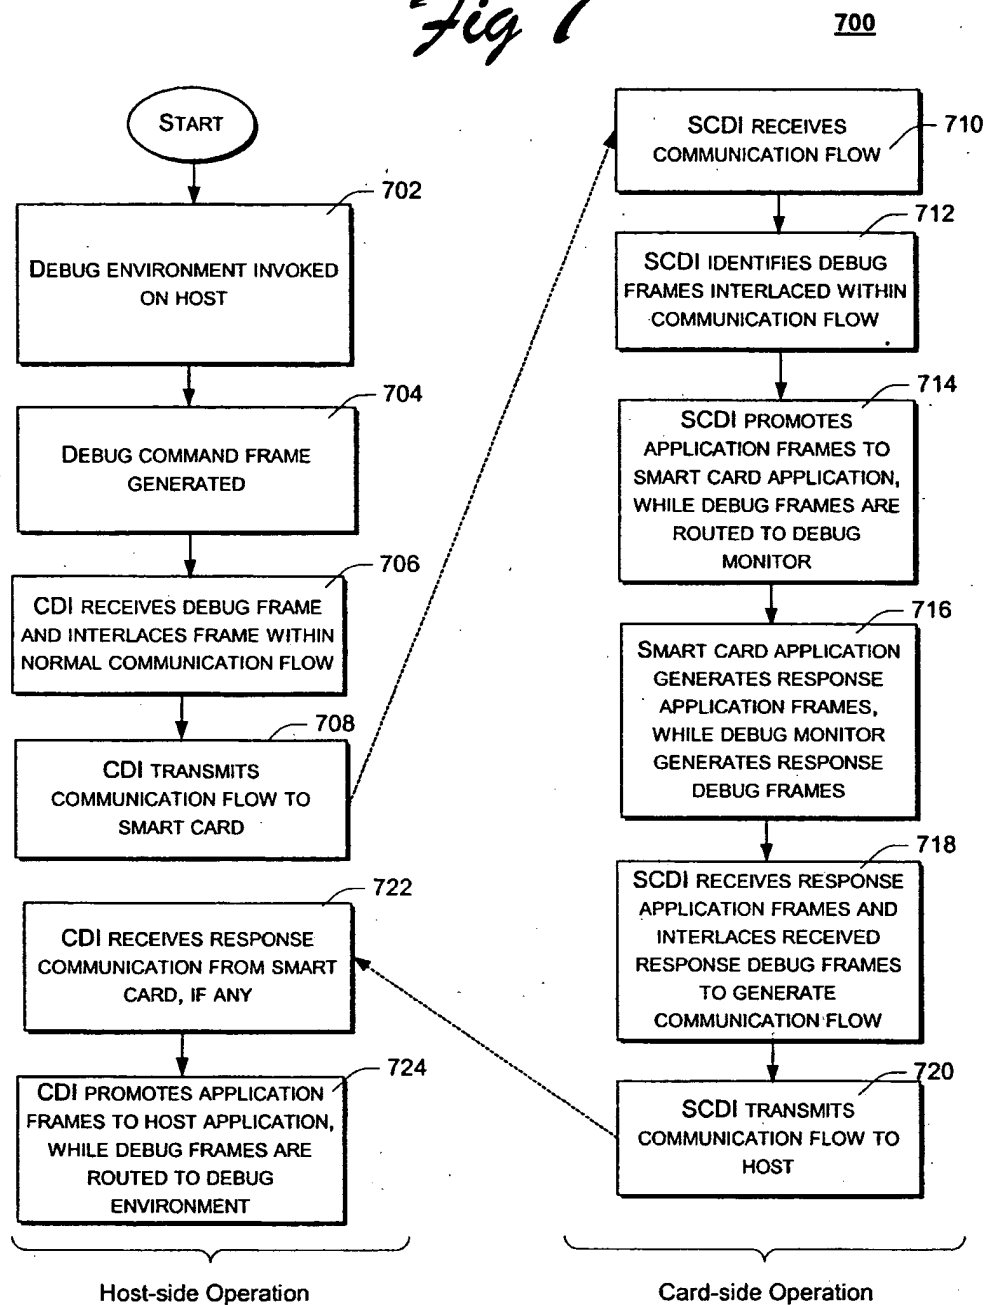 Fig 7
700
START
702
DEBUG ENVIRONMENT INVOKED
ON HOST
704
DEBUG COMMAND FRAME
GENERATED
706
CDI RECEIVES DEBUG FRAME
AND INTERLACES FRAME WITHIN
NORMAL COMMUNICATION FLOW
708
CDI TRANSMITS
COMMUNICATION FLOW TO
SMART CARD
722
CDI RECEIVES RESPONSE
COMMUNICATION FROM SMART
CARD, IF ANY
724
CDI PROMOTES APPLICATION
FRAMES TO HOST APPLICATION,
WHILE DEBUG FRAMES ARE
ROUTED TO DEBUG
ENVIRONMENT
Host-side Operation
710
SCDI RECEIVES
COMMUNICATION FLOW
712
SCDI IDENTIFIES DEBUG
FRAMES INTERLACED WITHIN
COMMUNICATION FLOW
714
SCDI PROMOTES
APPLICATION FRAMES TO
SMART CARD APPLICATION,
WHILE DEBUG FRAMES ARE
ROUTED TO DEBUG
MONITOR
716
SMART CARD APPLICATION
GENERATES RESPONSE
APPLICATION FRAMES,
WHILE DEBUG MONITOR
GENERATES RESPONSE
DEBUG FRAMES
718
SCDI RECEIVES RESPONSE
APPLICATION FRAMES AND
INTERLACES RECEIVED
RESPONSE DEBUG FRAMES
TO GENERATE
COMMUNICATION FLOW
720
SCDI TRANSMITS
COMMUNICATION FLOW TO
HOST
Card-side Operation